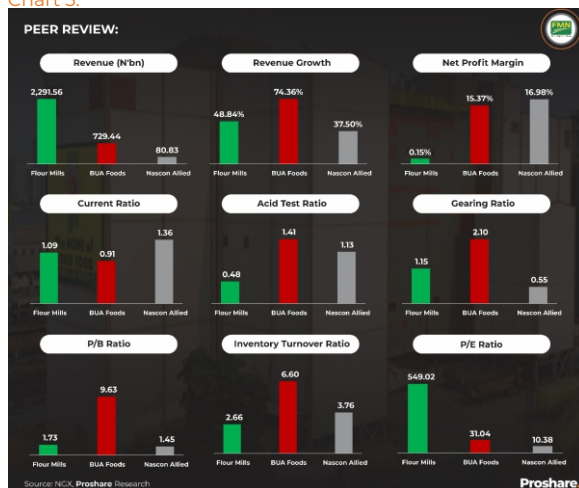 Chart 3:
PEER REVIEW:
FMN
Revenue (N'bn)
2,291.56
729.44
80.83
Flour Mills BUA Foods Nascon Allied
Revenue Growth
48.84%
74.36%
37.50%
Flour Mills BUA Foods Nascon Allied
Net Profit Margin
0.15%
15.37%
16.98%
Flour Mills BUA Foods Nascon Allied
Current Ratio
1.09
0.91
1.36
Flour Mills BUA Foods Nascon Allied
Acid Test Ratio
0.48
1.41
1.13
Flour Mills BUA Foods Nascon Allied
Gearing Ratio
1.15
2.10
0.55
Flour Mills BUA Foods Nascon Allied
P/B Ratio
1.73
9.63
1.45
Flour Mills BUA Foods Nascon Allied
Inventory Turnover Ratio
2.66
6.60
3.76
Flour Mills BUA Foods Nascon Allied
P/E Ratio
549.02
31.04
10.38
Flour Mills BUA Foods Nascon Allied
Source: NGX, Proshare Research
Proshare.